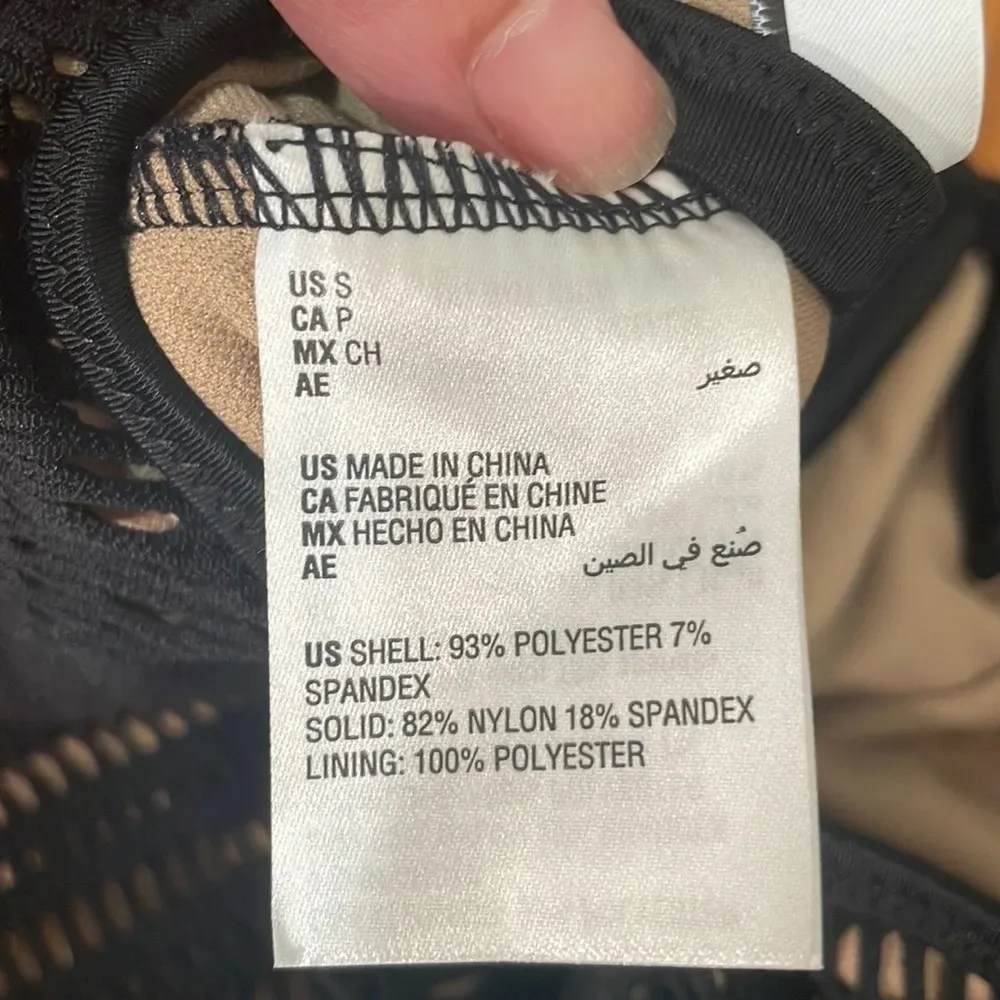 US S
CA P
MX CH
AE صغير
US MADE IN CHINA
CA FABRIQUÉ EN CHINE
MX HECHO EN CHINA
AE صُنع في الصين
US SHELL: 93% POLYESTER 7%
SPANDEX
SOLID: 82% NYLON 18% SPANDEX
LINING: 100% POLYESTER